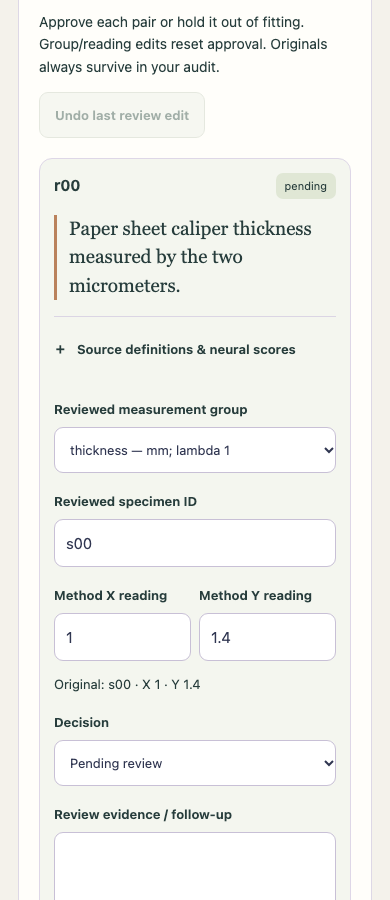 Approve each pair or hold it out of fitting.
Group/reading edits reset approval. Originals
always survive in your audit.
Undo last review edit
r00
pending
Paper sheet caliper thickness
measured by the two
micrometers.
+ Source definitions & neural scores
Reviewed measurement group
thickness — mm; lambda 1
Reviewed specimen ID
s00
Method X reading Method Y reading
1 1.4
Original: s00 · X 1 · Y 1.4
Decision
Pending review
Review evidence / follow-up